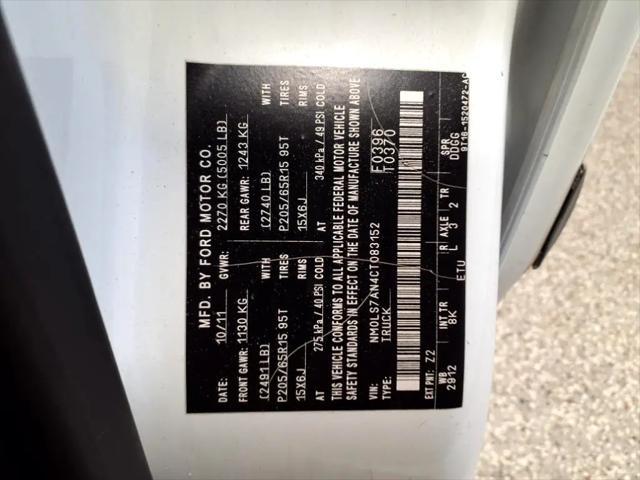 MFD. BY FORD MOTOR CO.
DATE: 10/11 GVWR: 2270 KG (5005 LB)
FRONT GAWR: 1130 KG REAR GAWR: 1243 KG
(2491 LB) WITH (2740 LB) WITH
P205/65R15 95T TIRES P205/65R15 95T TIRES
15X6J RIMS 15X6J RIMS
AT 275 kPa/40 PSI COLD AT 340 kPa/49 PSI COLD
THIS VEHICLE CONFORMS TO ALL APPLICABLE FEDERAL MOTOR VEHICLE
SAFETY STANDARDS IN EFFECT ON THE DATE OF MANUFACTURE SHOWN ABOVE
VIN: NM0LS7AN4CT083152 F0396
TYPE: TRUCK T0370
EXT PNT: Z2 ETU
WB INT TR R AXLE TR SPR
2912 8K L 3 2 DDGG
9T16-1520472-AC